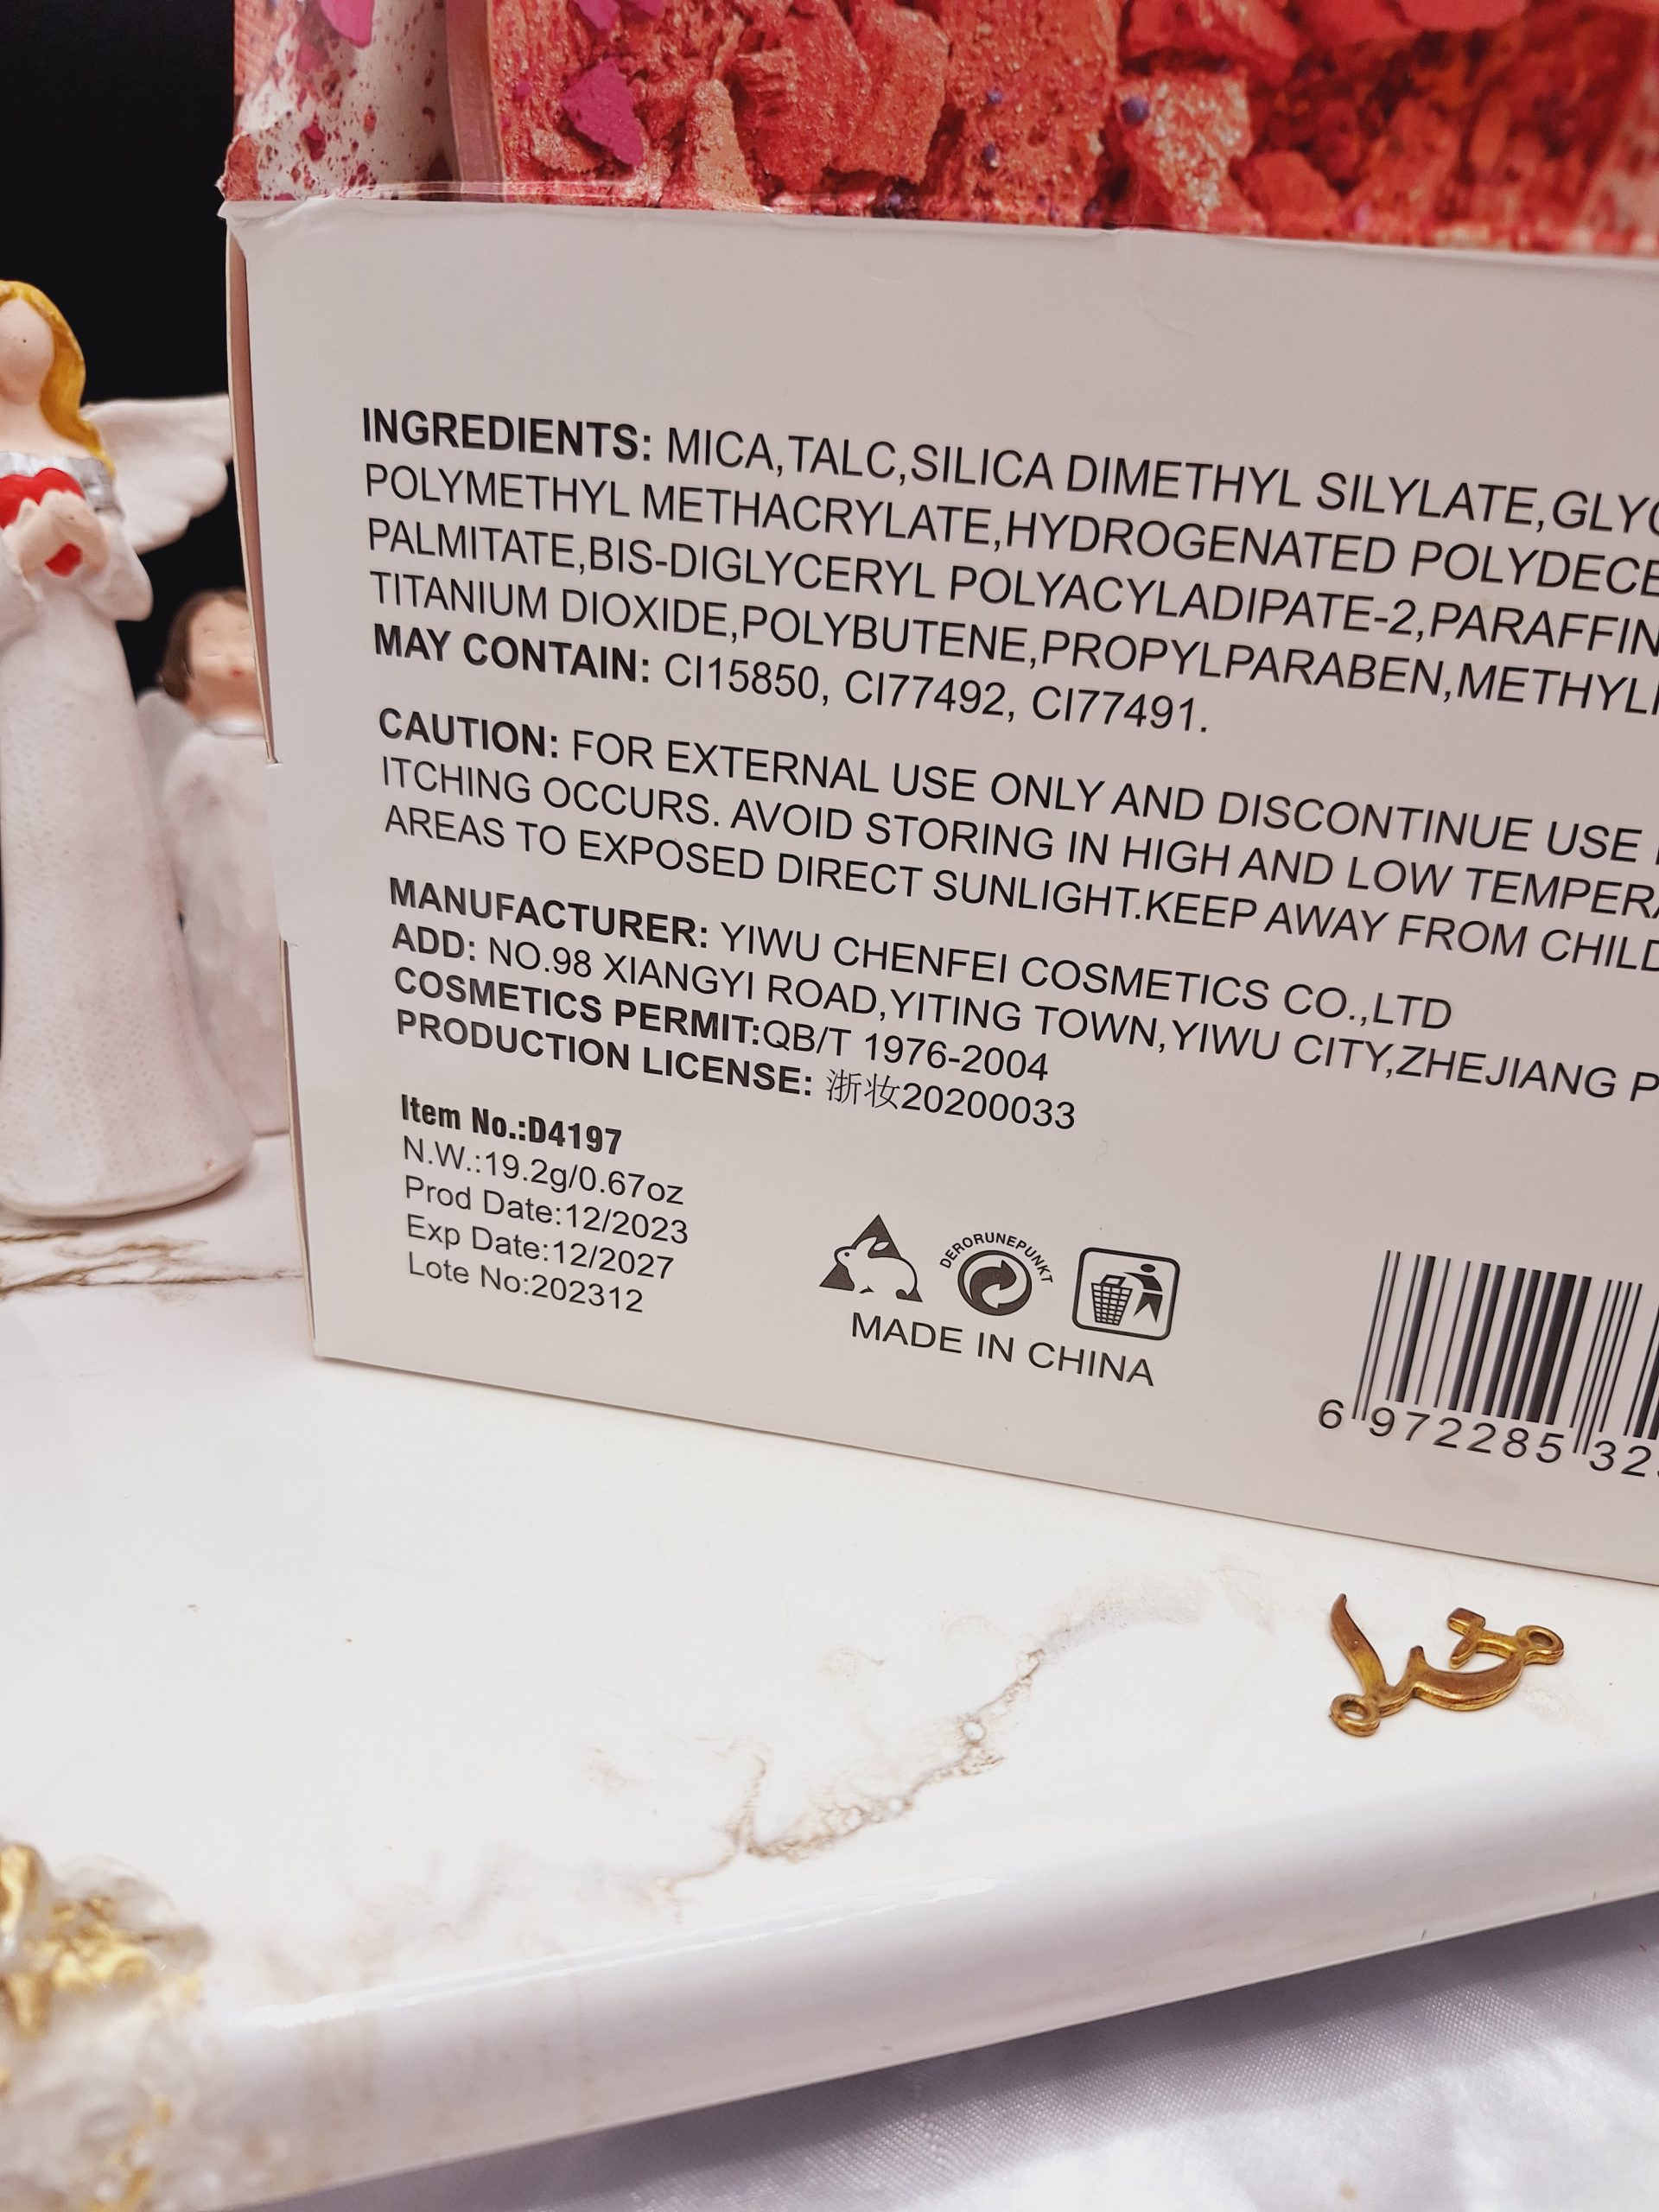 INGREDIENTS: MICA,TALC,SILICA DIMETHYL SILYLATE,
POLYMETHYL METHACRYLATE,HYDROGENATED
PALMITATE,BIS-DIGLYCERYL POLYACYLADIPATE-2,PARAFFIN
TITANIUM DIOXIDE,POLYBUTENE,PROPYLPARABEN,
MAY CONTAIN: CI15850, CI77492, CI77491.
CAUTION: FOR EXTERNAL USE ONLY AND DISCONTINUE USE
ITCHING OCCURS. AVOID STORING IN HIGH AND LOW
AREAS TO EXPOSED DIRECT SUNLIGHT.KEEP AWAY FROM
MANUFACTURER: YIWU CHENFEI COSMETICS CO.,LTD
ADD: NO.98 XIANGYI ROAD,YITING TOWN,YIWU CITY,ZHEJIANG
COSMETICS PERMIT:QB/T 1976-2004
PRODUCTION LICENSE: 浙妆20200033
Item No.:D4197
N.W.:19.2g/0.67oz
Prod Date:12/2023
Exp Date:12/2027
Lote No:202312
DERORUNEPUNKT
MADE IN CHINA
6 972285 32